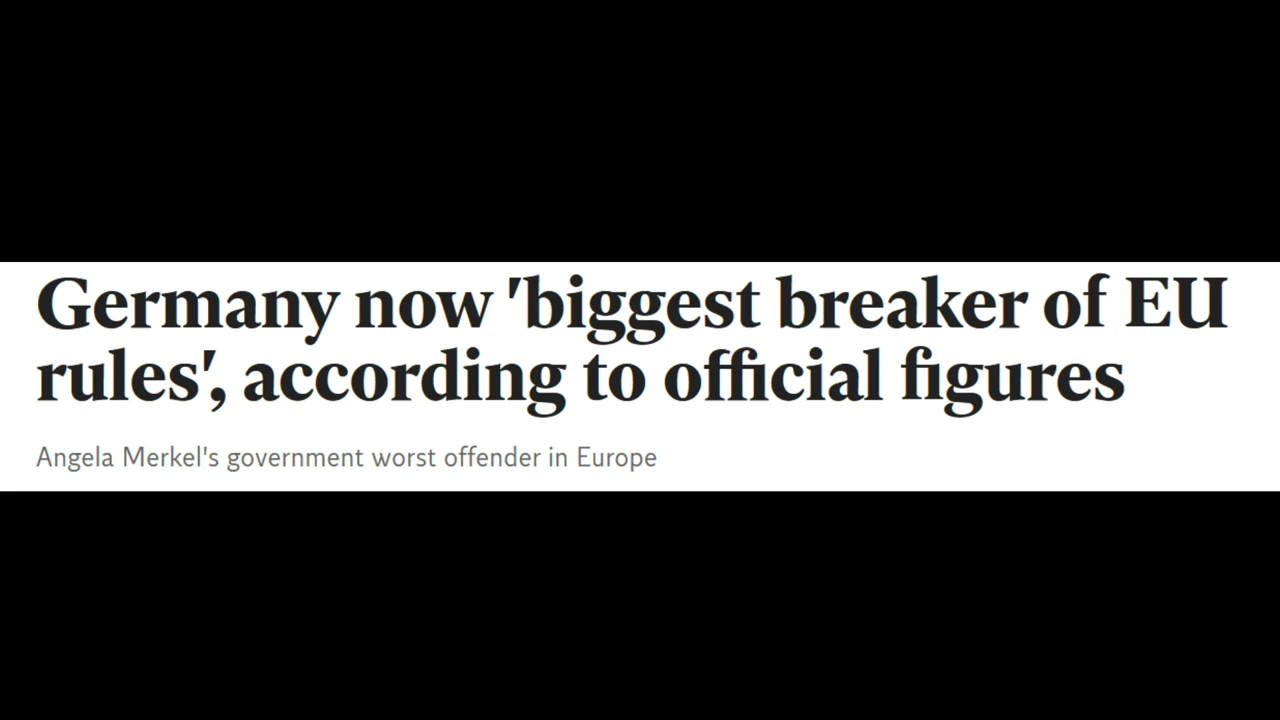 Germany now 'biggest breaker of EU
rules', according to official figures
Angela Merkel's government worst offender in Europe